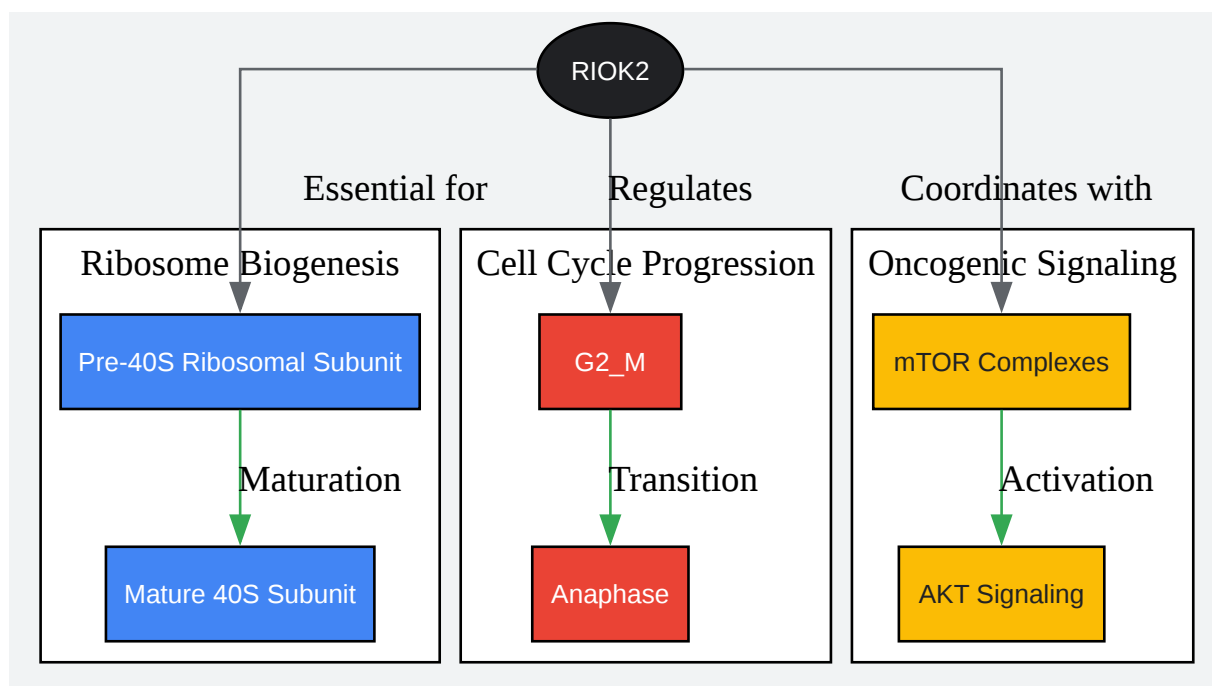 RIOK2
Essential for
Regulates
Coordinates with
Ribosome Biogenesis
Cell Cycle Progression
Oncogenic Signaling
Pre-40S Ribosomal Subunit
G2_M
mTOR Complexes
Maturation
Transition
Activation
Mature 40S Subunit
Anaphase
AKT Signaling